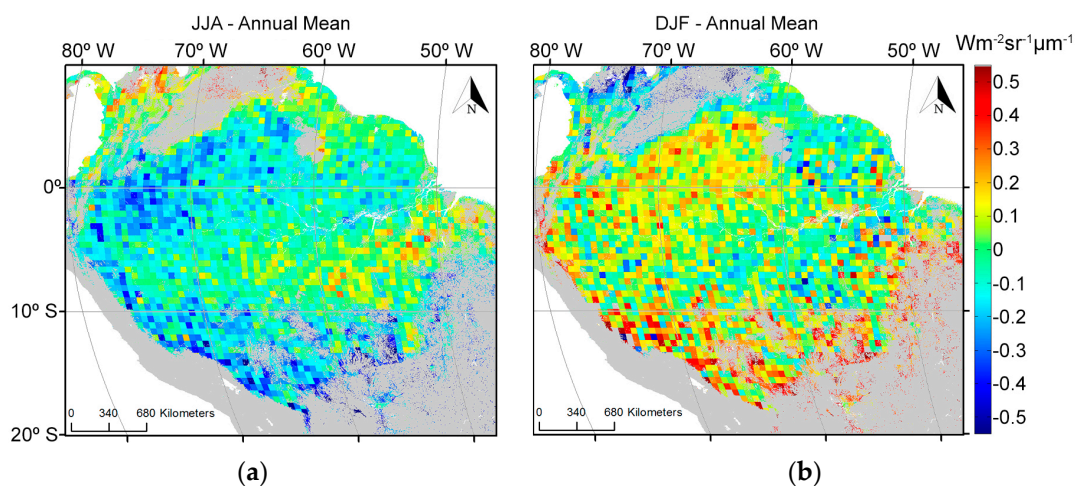 JJA - Annual Mean
DJF - Annual Mean
80º W 70º W 60º W 50º W
80º W 70º W 60º W 50º W
Wm⁻²sr⁻¹µm⁻¹
N
N
0º
10º S
20º S
0.5
0.4
0.3
0.2
0.1
0
-0.1
-0.2
-0.3
-0.4
-0.5
0 340 680 Kilometers
0 340 680 Kilometers
(a)
(b)